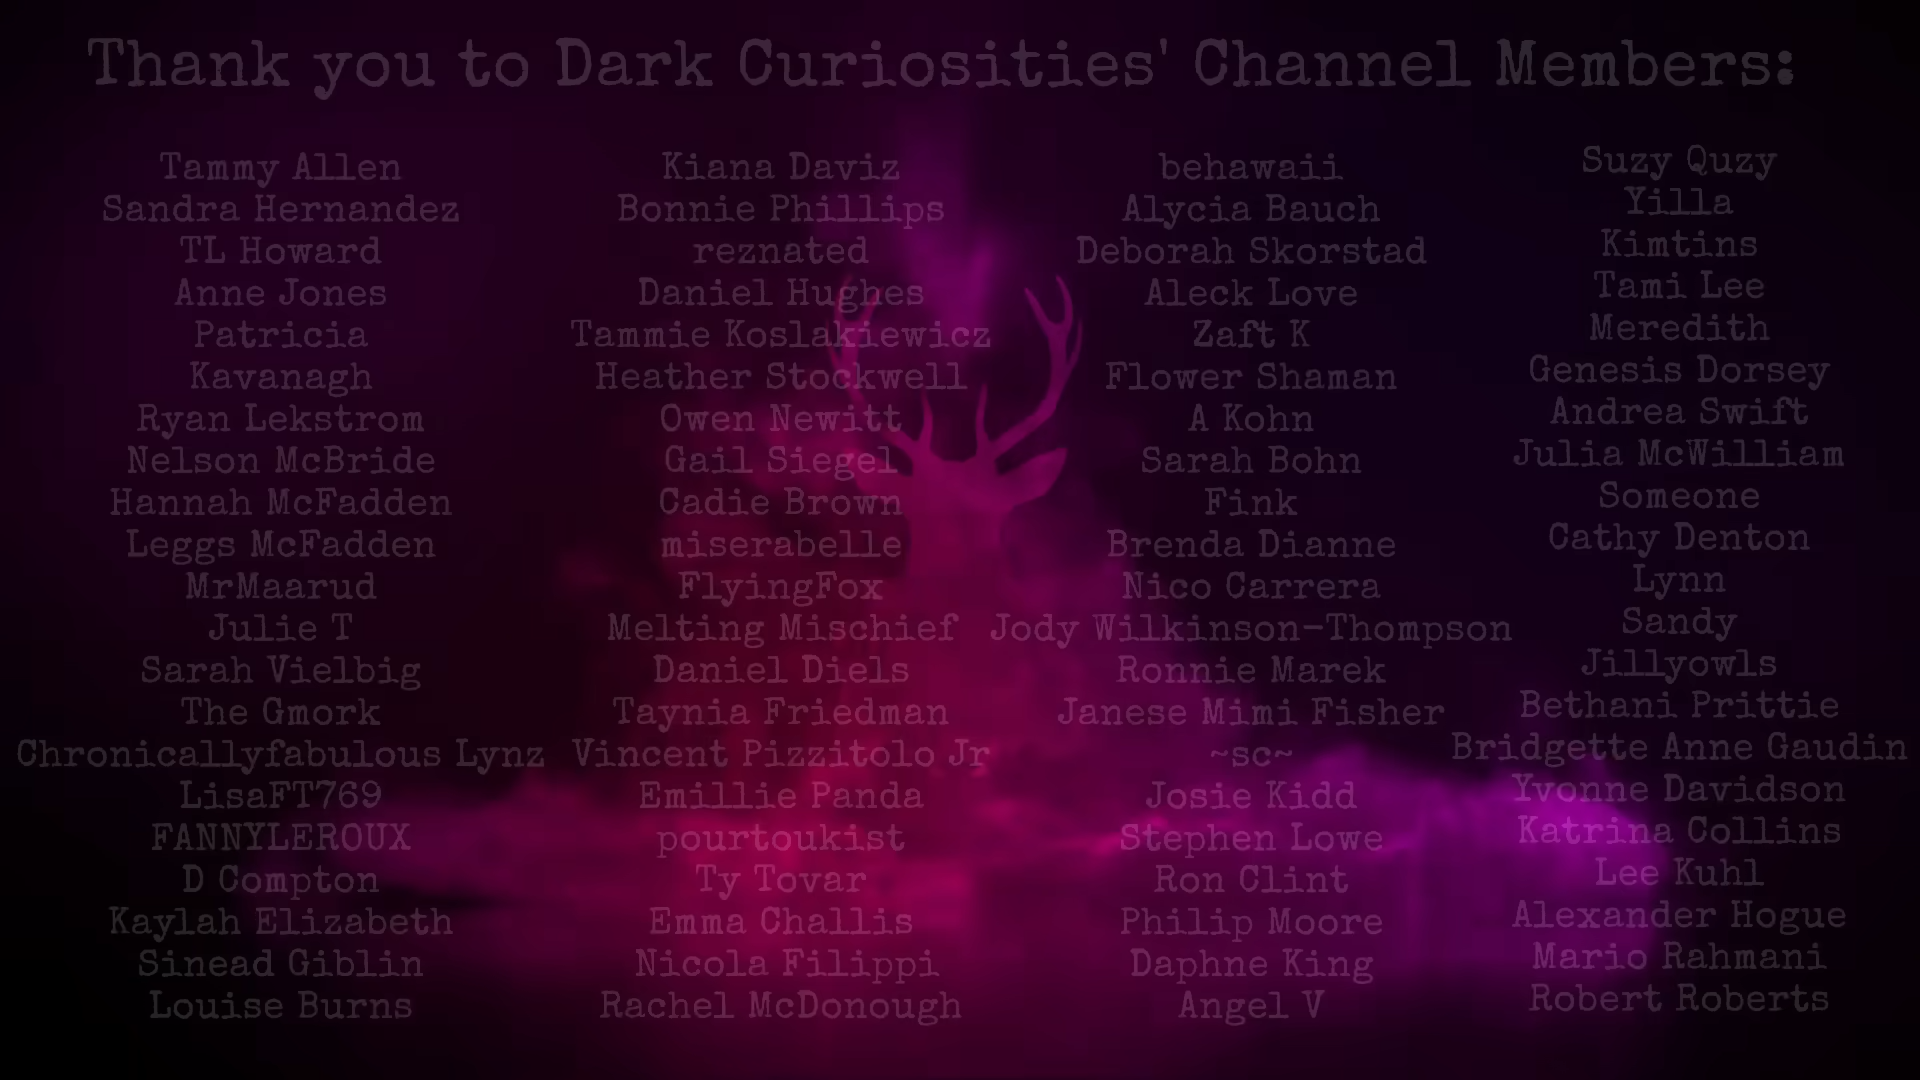 Thank you to Dark Curiosities' Channel Members:
Tammy Allen
Sandra Hernandez
TL Howard
Anne Jones
Patricia
Kavanagh
Ryan Lekstrom
Nelson McBride
Hannah McFadden
Leggs McFadden
MrMaarud
Julie T
Sarah Vielbig
The Gmork
Chronicallyfabulous Lynz
LisaFT769
FANNYLEROUX
D Compton
Kaylah Elizabeth
Sinead Giblin
Louise Burns
Kiana Daviz
Bonnie Phillips
reznated
Daniel Hughes
Tammie Koslakiewicz
Heather Stockwell
Owen Newitt
Gail Siegel
Cadie Brown
miserabelle
FlyingFox
Melting Mischief
Daniel Diels
Taynia Friedman
Vincent Pizzitolo Jr
Emillie Panda
pourtoukist
Ty Tovar
Emma Challis
Nicola Filippi
Rachel McDonough
behawaii
Alycia Bauch
Deborah Skorstad
Aleck Love
Zaft K
Flower Shaman
A Kohn
Sarah Bohn
Fink
Brenda Dianne
Nico Carrera
Jody Wilkinson-Thompson
Ronnie Marek
Janese Mimi Fisher
~sc~
Josie Kidd
Stephen Lowe
Ron Clint
Philip Moore
Daphne King
Angel V
Suzy Quzy
Yilla
Kimtins
Tami Lee
Meredith
Genesis Dorsey
Andrea Swift
Julia McWilliam
Someone
Cathy Denton
Lynn
Sandy
Jillyowls
Bethani Prittie
Bridgette Anne Gaudin
Yvonne Davidson
Katrina Collins
Lee Kuhl
Alexander Hogue
Mario Rahmani
Robert Roberts